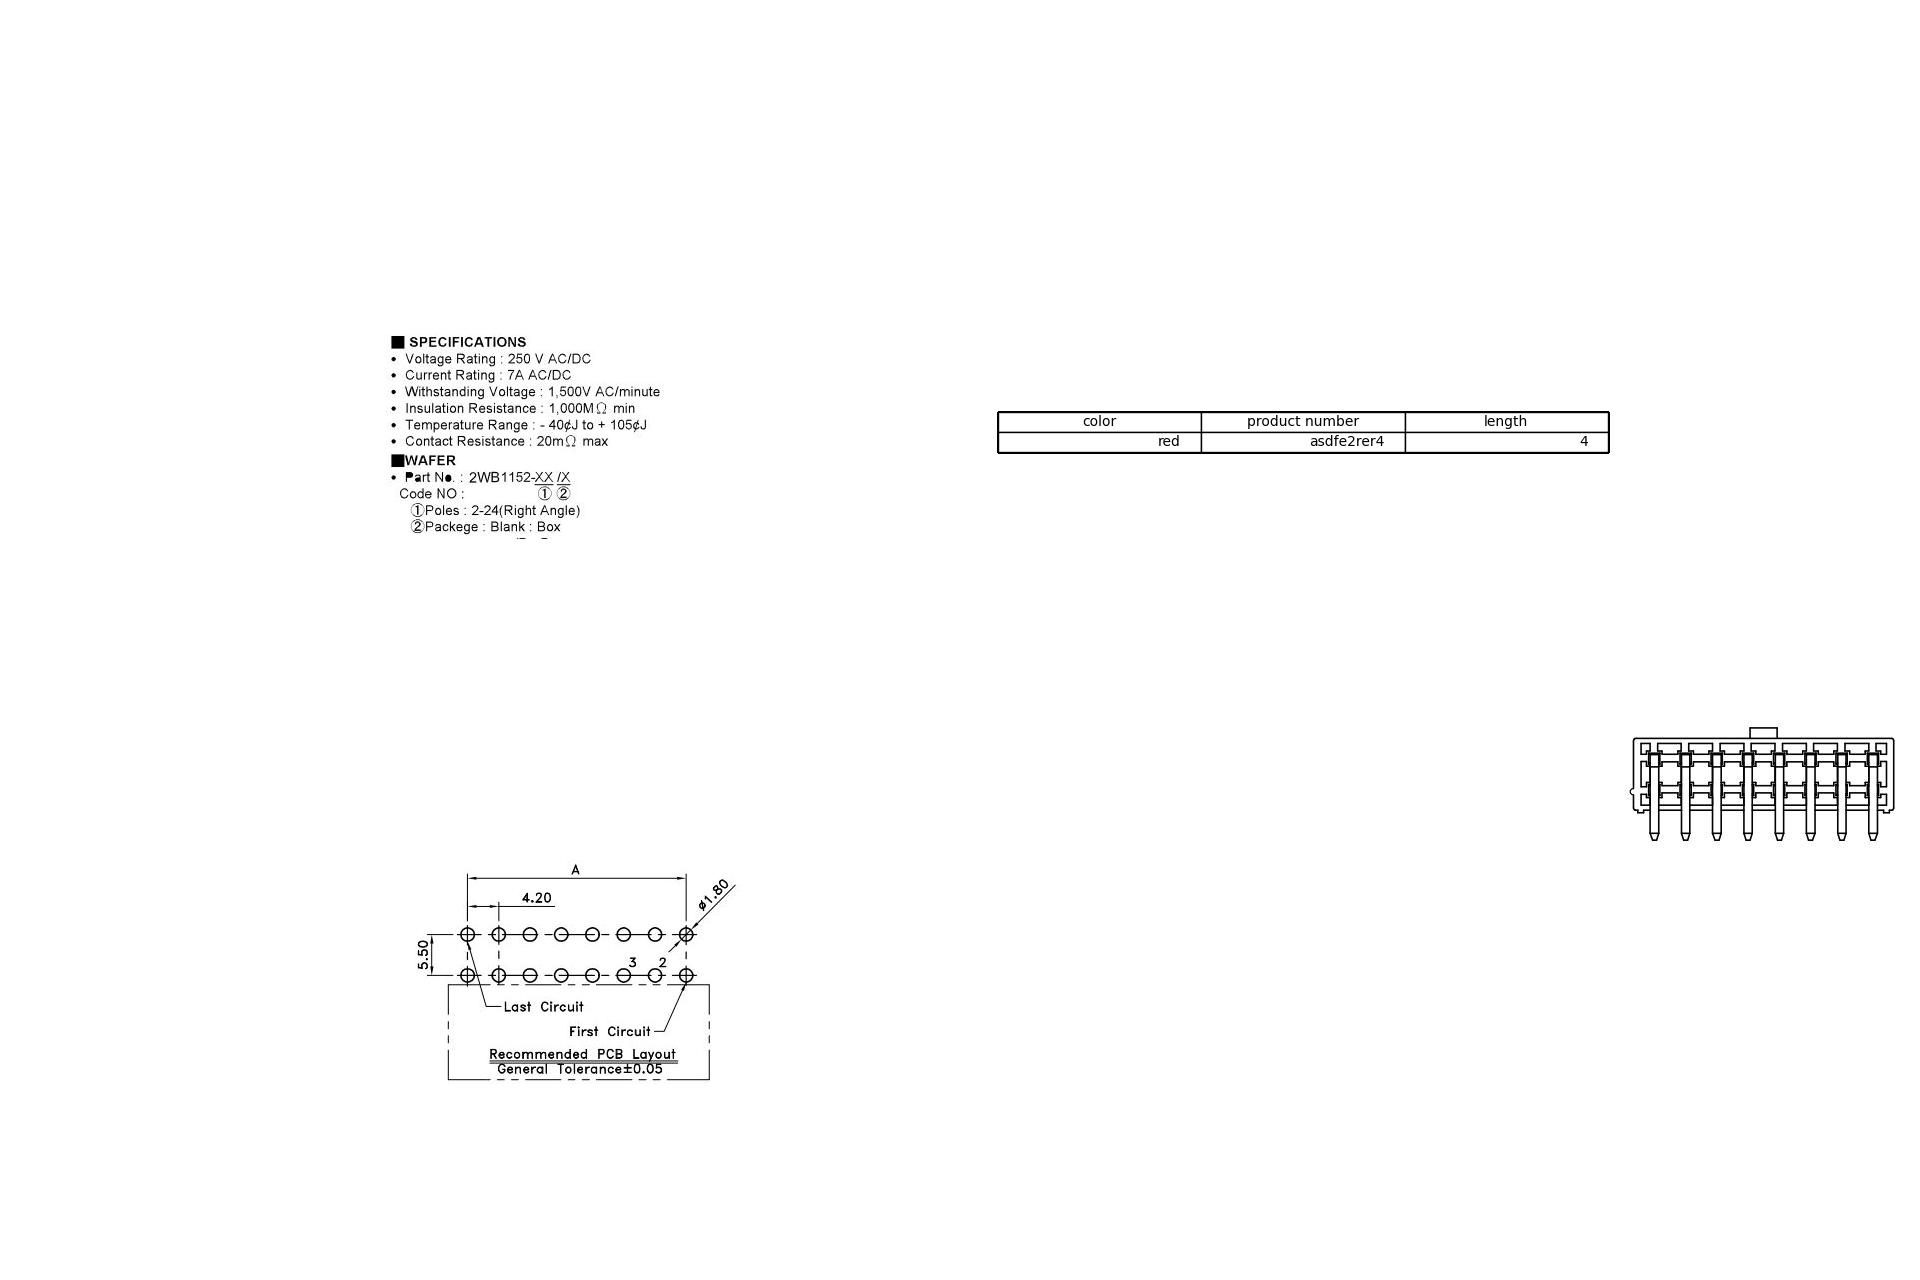 ■ SPECIFICATIONS
• Voltage Rating : 250 V AC/DC
• Current Rating : 7A AC/DC
• Withstanding Voltage : 1,500V AC/minute
• Insulation Resistance : 1,000MΩ min
• Temperature Range : - 40¢J to + 105¢J
• Contact Resistance : 20mΩ max
■WAFER
• Part No. : 2WB1152-XX /X
Code NO : ① ②
①Poles : 2-24(Right Angle)
②Packege : Blank : Box
color product number length
red asdfe2rer4 4
A
4.20
ø1.80
5.50
3 2
Last Circuit
First Circuit
Recommended PCB Layout
General Tolerance±0.05